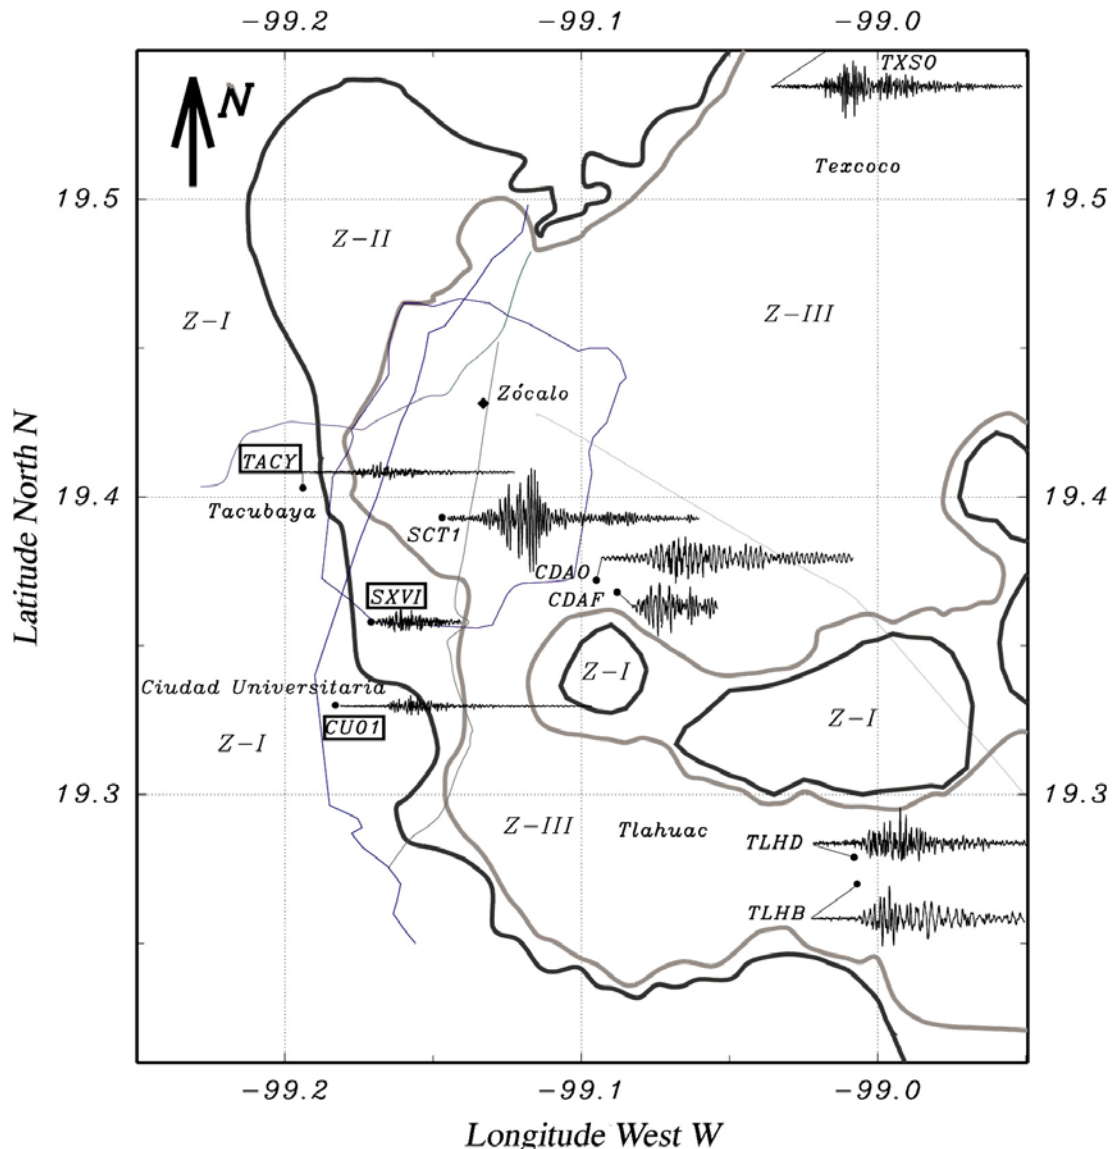 -99.2 -99.1 -99.0
TXSO
N
Texcoco
19.5 19.5
Z-II
Z-I Z-III
Zócalo
TACY
19.4 19.4
Tacubaya
SCT1
CDAO
CDAF
SXVI
Z-I
Ciudad Universitaria
CU01
Z-I
Z-I
19.3 19.3
Z-III Tlahuac
TLHD
TLHB
-99.2 -99.1 -99.0
Longitude West W
Latitude North N